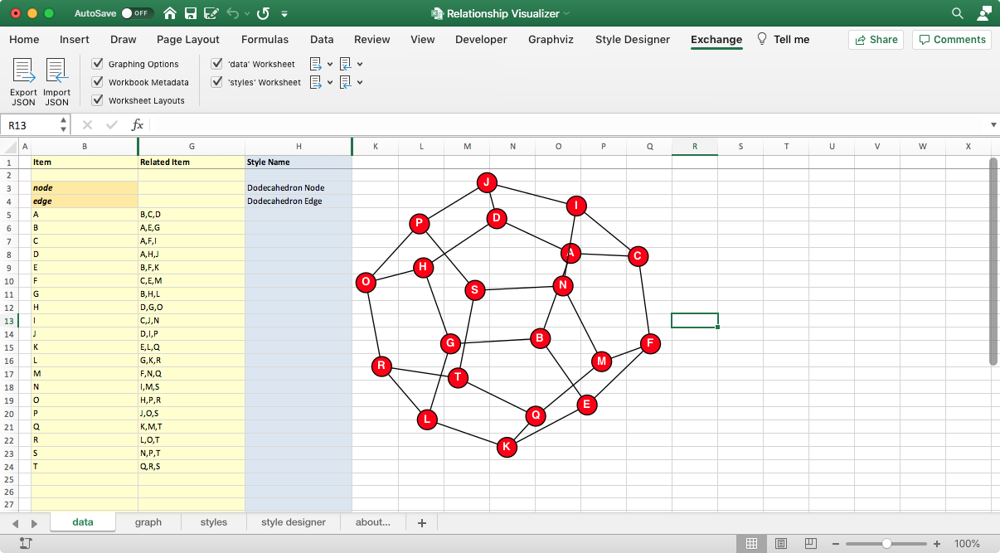 AutoSave OFF Relationship Visualizer
Home Insert Draw Page Layout Formulas Data Review View Developer Graphviz Style Designer Exchange Tell me Share Comments
Graphing Options 'data' Worksheet
Workbook Metadata 'styles' Worksheet
Export JSON Import JSON Worksheet Layouts
R13 fx
A B G H K L M N O P Q R S T U V W X
1 Item Related Item Style Name
2
3 node Dodecahedron Node
4 edge Dodecahedron Edge
5 A B,C,D
6 B A,E,G
7 C A,F,I
8 D A,H,J
9 E B,F,K
10 F C,E,M
11 G B,H,L
12 H D,G,O
13 I C,J,N
14 J D,I,P
15 K E,L,Q
16 L G,K,R
17 M F,N,Q
18 N I,M,S
19 O H,P,R
20 P J,O,S
21 Q K,M,T
22 R L,O,T
23 S N,P,T
24 T Q,R,S
25
26
27
J
I
D
P
A
C
H
O
N
S
B
G
F
M
R
T
E
Q
L
K
data graph styles style designer about... +
100%